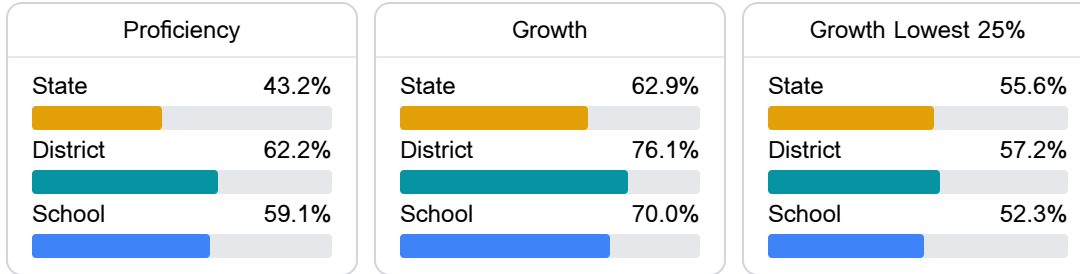 Proficiency
State 43.2%
District 62.2%
School 59.1%
Growth
State 62.9%
District 76.1%
School 70.0%
Growth Lowest 25%
State 55.6%
District 57.2%
School 52.3%